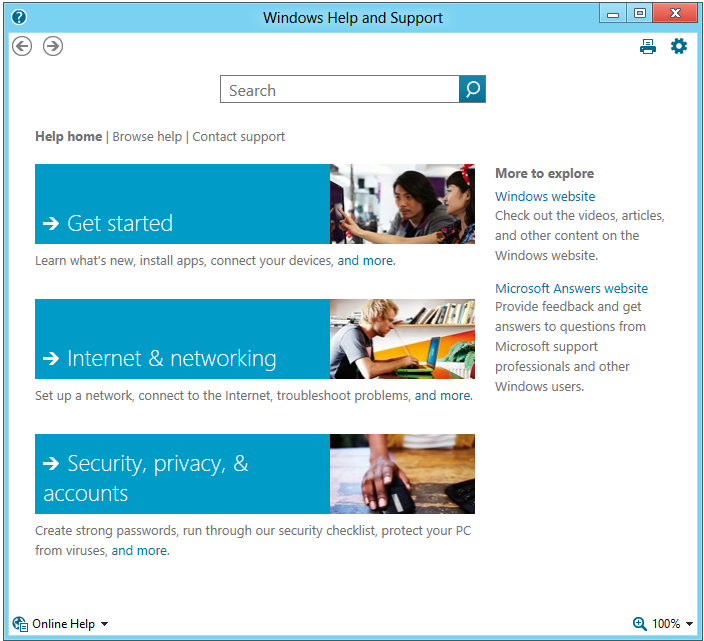 Windows Help and Support
Search
Help home | Browse help | Contact support
→ Get started
Learn what's new, install apps, connect your devices, and more.
→ Internet & networking
Set up a network, connect to the Internet, troubleshoot problems, and more.
→ Security, privacy, &
accounts
Create strong passwords, run through our security checklist, protect your PC
from viruses, and more.
More to explore
Windows website
Check out the videos, articles,
and other content on the
Windows website.
Microsoft Answers website
Provide feedback and get
answers to questions from
Microsoft support
professionals and other
Windows users.
Online Help
100%